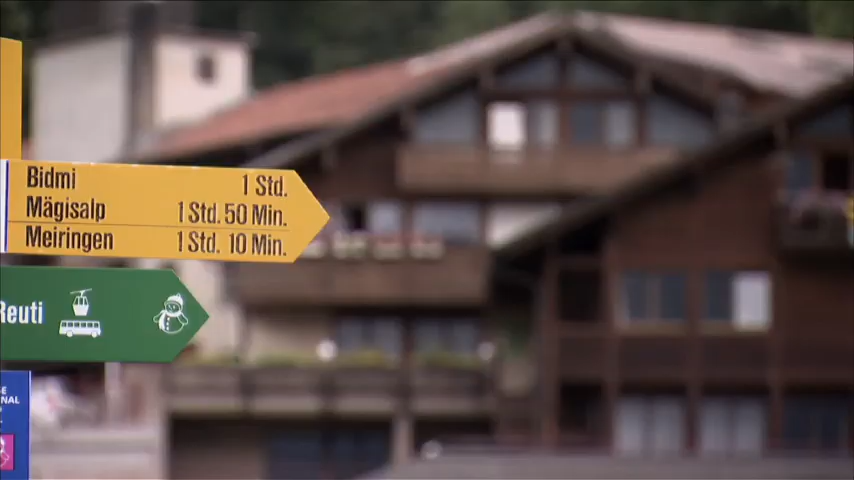 Bidmi 1 Std.
Mägisalp 1 Std. 50 Min.
Meiringen 1 Std. 10 Min.
Reuti